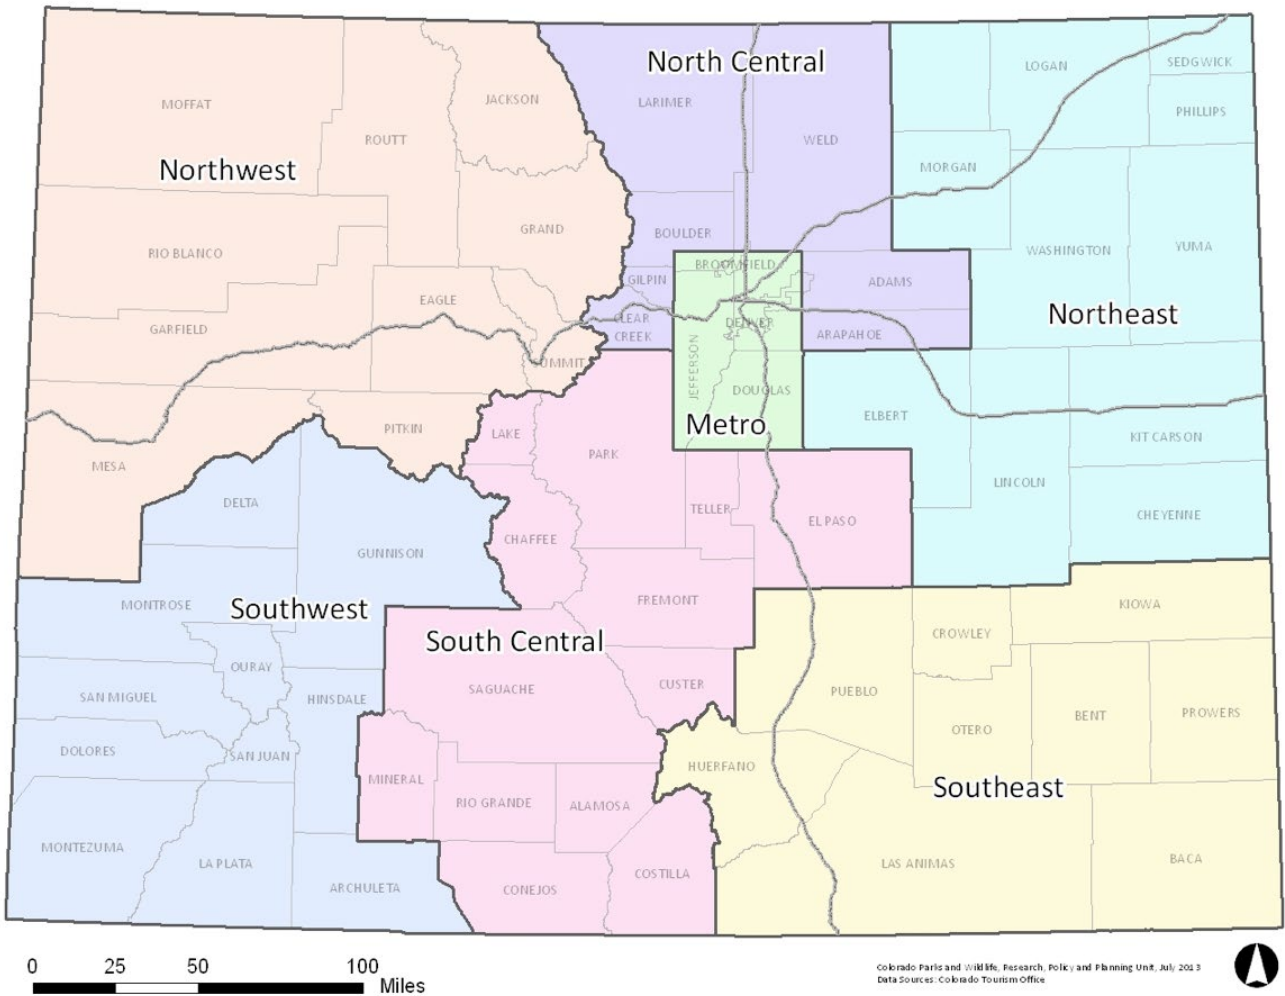 North Central
LOGAN
SEDGWICK
MOFFAT
JACKSON
LARIMER
PHILLIPS
ROUTT
WELD
Northwest
MORGAN
GRAND
BOULDER
RIO BLANCO
WASHINGTON
YUMA
BROOMFIELD
GILPIN
ADAMS
EAGLE
GARFIELD
CLEAR
CREEK
DENVER
ARAPAHOE
Northeast
SUMMIT
JEFFERSON
DOUGLAS
ELBERT
PITKIN
LAKE
Metro
KIT CARSON
MESA
PARK
LINCOLN
DELTA
TELLER
EL PASO
CHEYENNE
GUNNISON
CHAFFEE
MONTROSE
Southwest
FREMONT
KIOWA
South Central
CROWLEY
OURAY
SAN MIGUEL
HINSDALE
SAGUACHE
CUSTER
PUEBLO
BENT
PROWERS
OTERO
DOLORES
SAN JUAN
MINERAL
HUERFANO
Southeast
RIO GRANDE
ALAMOSA
MONTEZUMA
LA PLATA
ARCHULETA
CONEJOS
COSTILLA
LAS ANIMAS
BACA
0 25 50 100
Miles
Colorado Parks and Wildlife, Research, Policy and Planning Unit, July 2013
Data Sources: Colorado Tourism Office